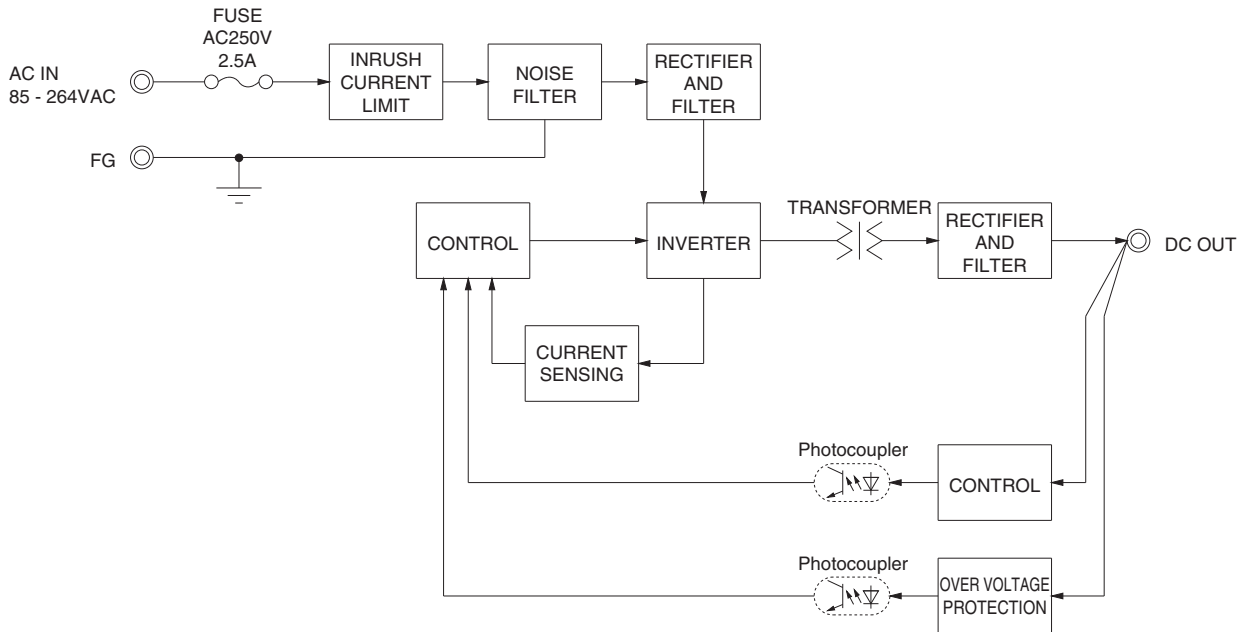 FUSE
AC250V
2.5A
AC IN
85 - 264VAC
INRUSH
CURRENT
LIMIT
NOISE
FILTER
RECTIFIER
AND
FILTER
FG
CONTROL
INVERTER
TRANSFORMER
RECTIFIER
AND
FILTER
DC OUT
CURRENT
SENSING
Photocoupler
CONTROL
Photocoupler
OVER VOLTAGE
PROTECTION